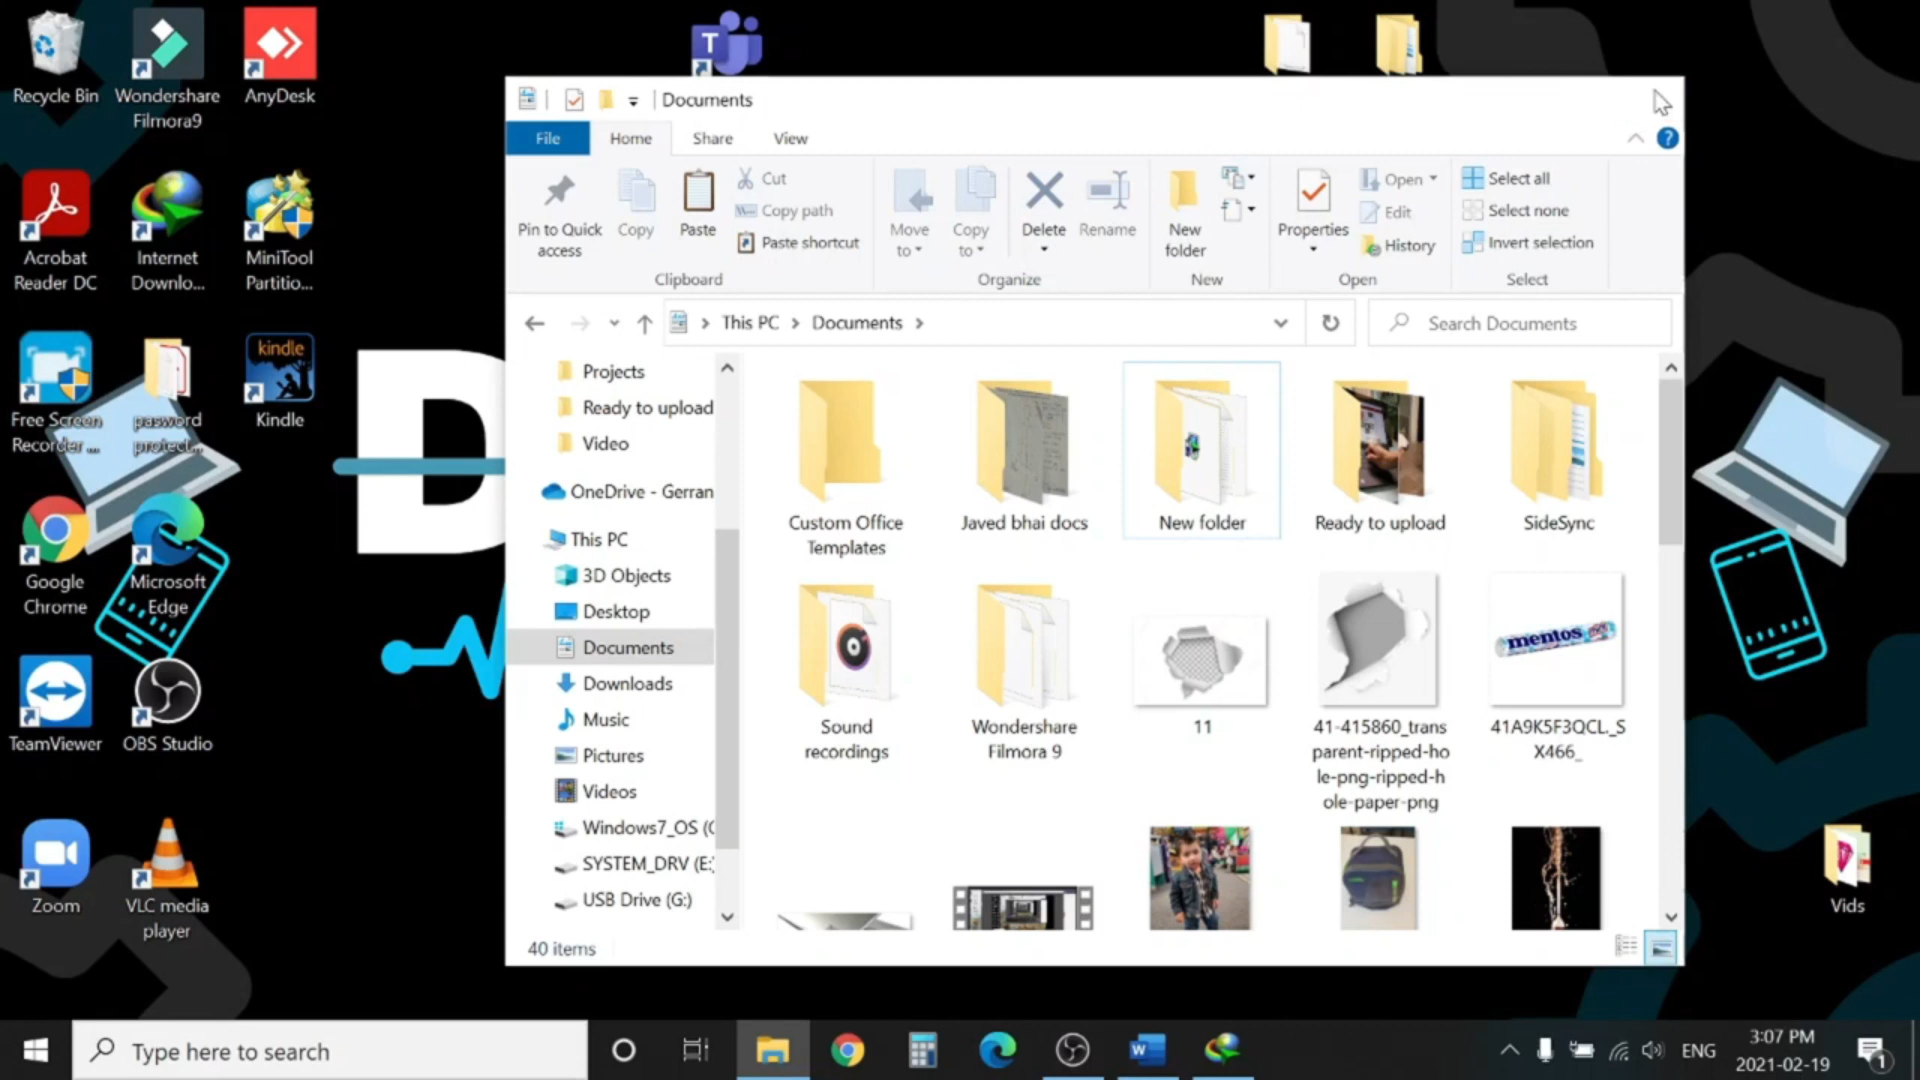 Recycle Bin
Wondershare
Filmora9
AnyDesk
Acrobat
Reader DC
Internet
Downlo...
MiniTool
Partitio...
Free Screen
Recorder ...
pasword
protect...
kindle
Kindle
Google
Chrome
Microsoft
Edge
TeamViewer
OBS Studio
Zoom
VLC media
player
T
D
Documents
File
Home
Share
View
?
Pin to Quick
access
Copy
Paste
Cut
Copy path
Paste shortcut
Clipboard
Move
to
Copy
to
Delete
Rename
Organize
New
folder
New
Properties
Open
Edit
History
Open
Select all
Select none
Invert selection
Select
This PC
Documents
Search Documents
Projects
Ready to upload
Video
OneDrive - Gerran
This PC
3D Objects
Desktop
Documents
Downloads
Music
Pictures
Videos
Windows7_OS (C
SYSTEM_DRV (E:
USB Drive (G:)
Custom Office
Templates
Javed bhai docs
New folder
Ready to upload
SideSync
Sound
recordings
Wondershare
Filmora 9
11
41-415860_trans
parent-ripped-ho
le-png-ripped-h
ole-paper-png
mentos
41A9K5F3QCL._S
X466_
40 items
Vids
Type here to search
W
ENG
3:07 PM
2021-02-19
1